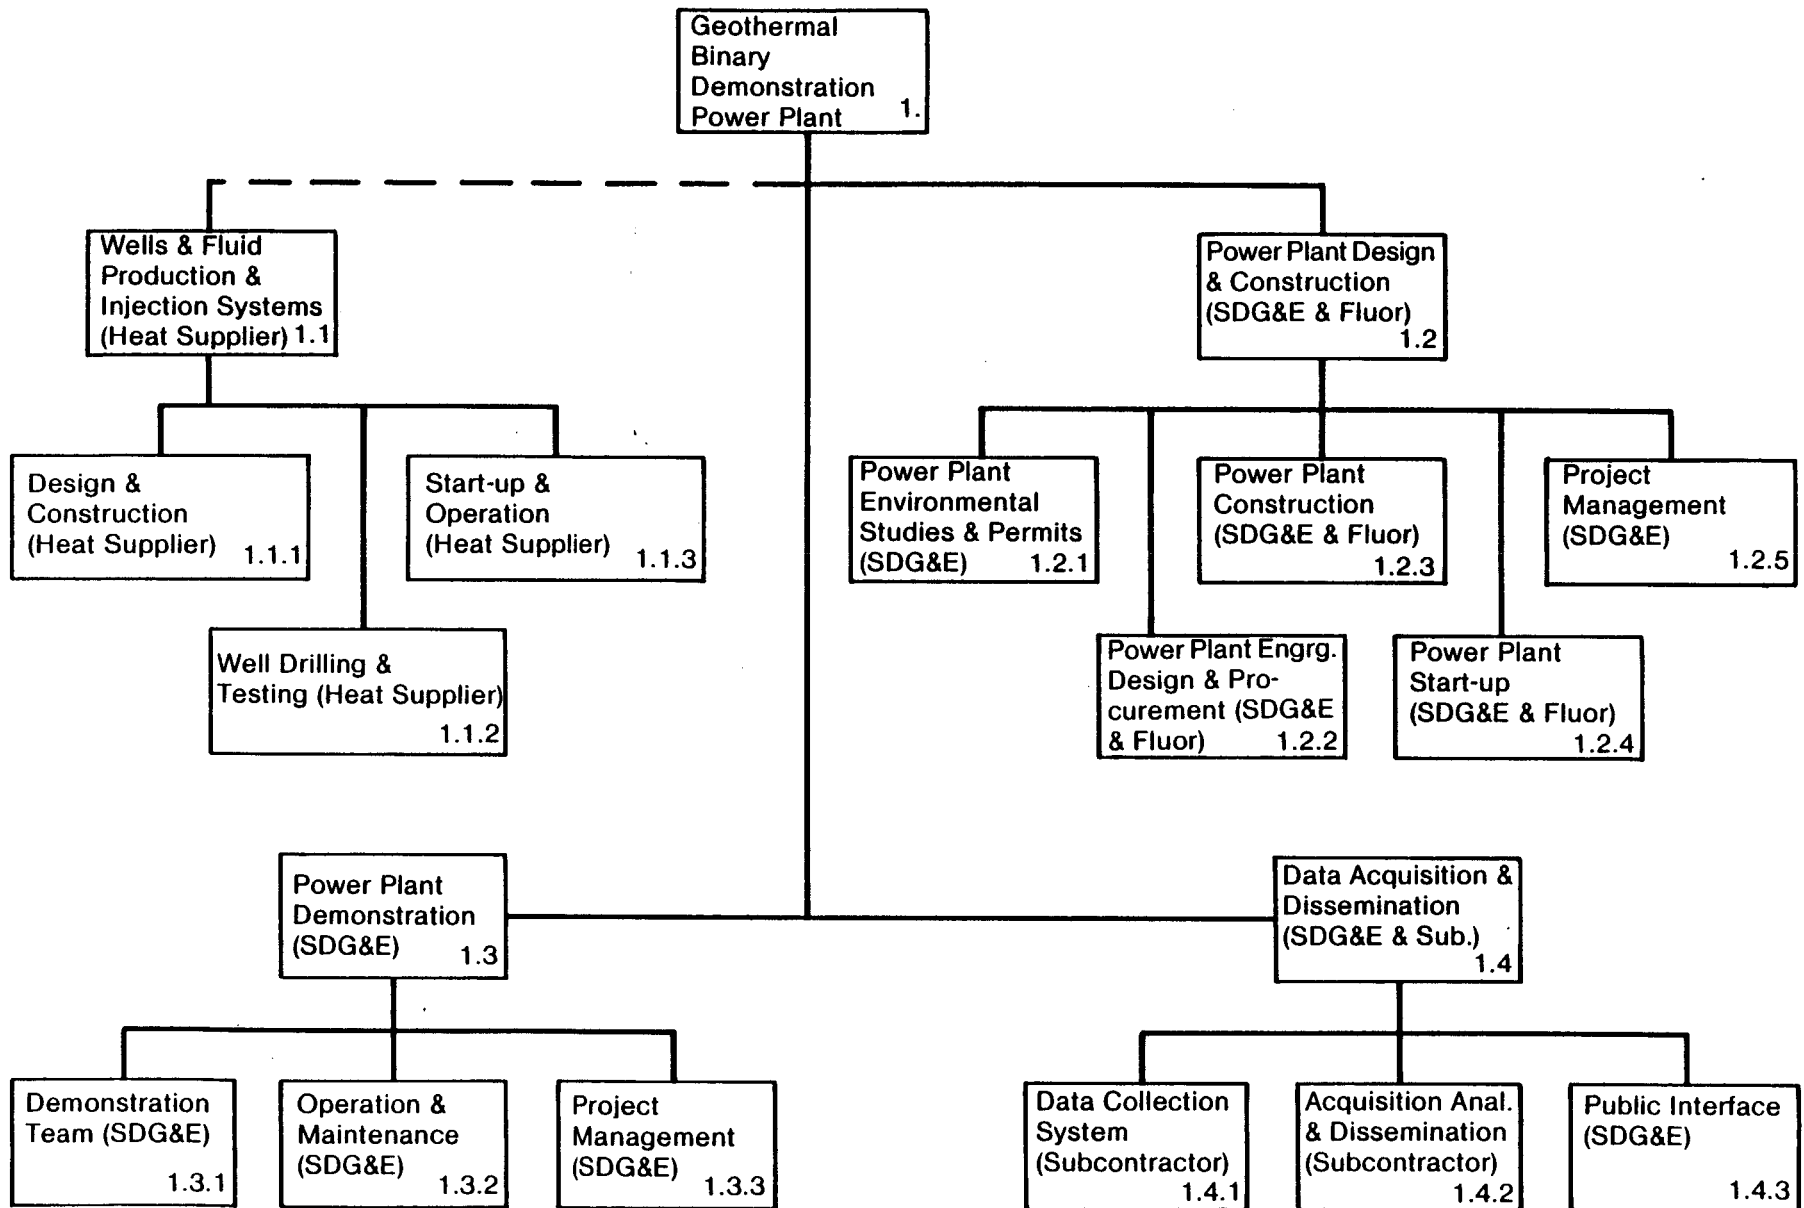 Geothermal
Binary
Demonstration
Power Plant 1.
Wells & Fluid
Production &
Injection Systems
(Heat Supplier) 1.1
Power Plant Design
& Construction
(SDG&E & Fluor)
1.2
Design &
Construction
(Heat Supplier)
1.1.1
Start-up &
Operation
(Heat Supplier)
1.1.3
Well Drilling &
Testing (Heat Supplier)
1.1.2
Power Plant
Environmental
Studies & Permits
(SDG&E) 1.2.1
Power Plant
Construction
(SDG&E & Fluor)
1.2.3
Project
Management
(SDG&E)
1.2.5
Power Plant Engrg.
Design & Pro-
curement (SDG&E
& Fluor) 1.2.2
Power Plant
Start-up
(SDG&E & Fluor)
1.2.4
Power Plant
Demonstration
(SDG&E) 1.3
Data Acquisition &
Dissemination
(SDG&E & Sub.)
1.4
Demonstration
Team (SDG&E)
1.3.1
Operation &
Maintenance
(SDG&E)
1.3.2
Project
Management
(SDG&E)
1.3.3
Data Collection
System
(Subcontractor)
1.4.1
Acquisition Anal.
& Dissemination
(Subcontractor)
1.4.2
Public Interface
(SDG&E)
1.4.3